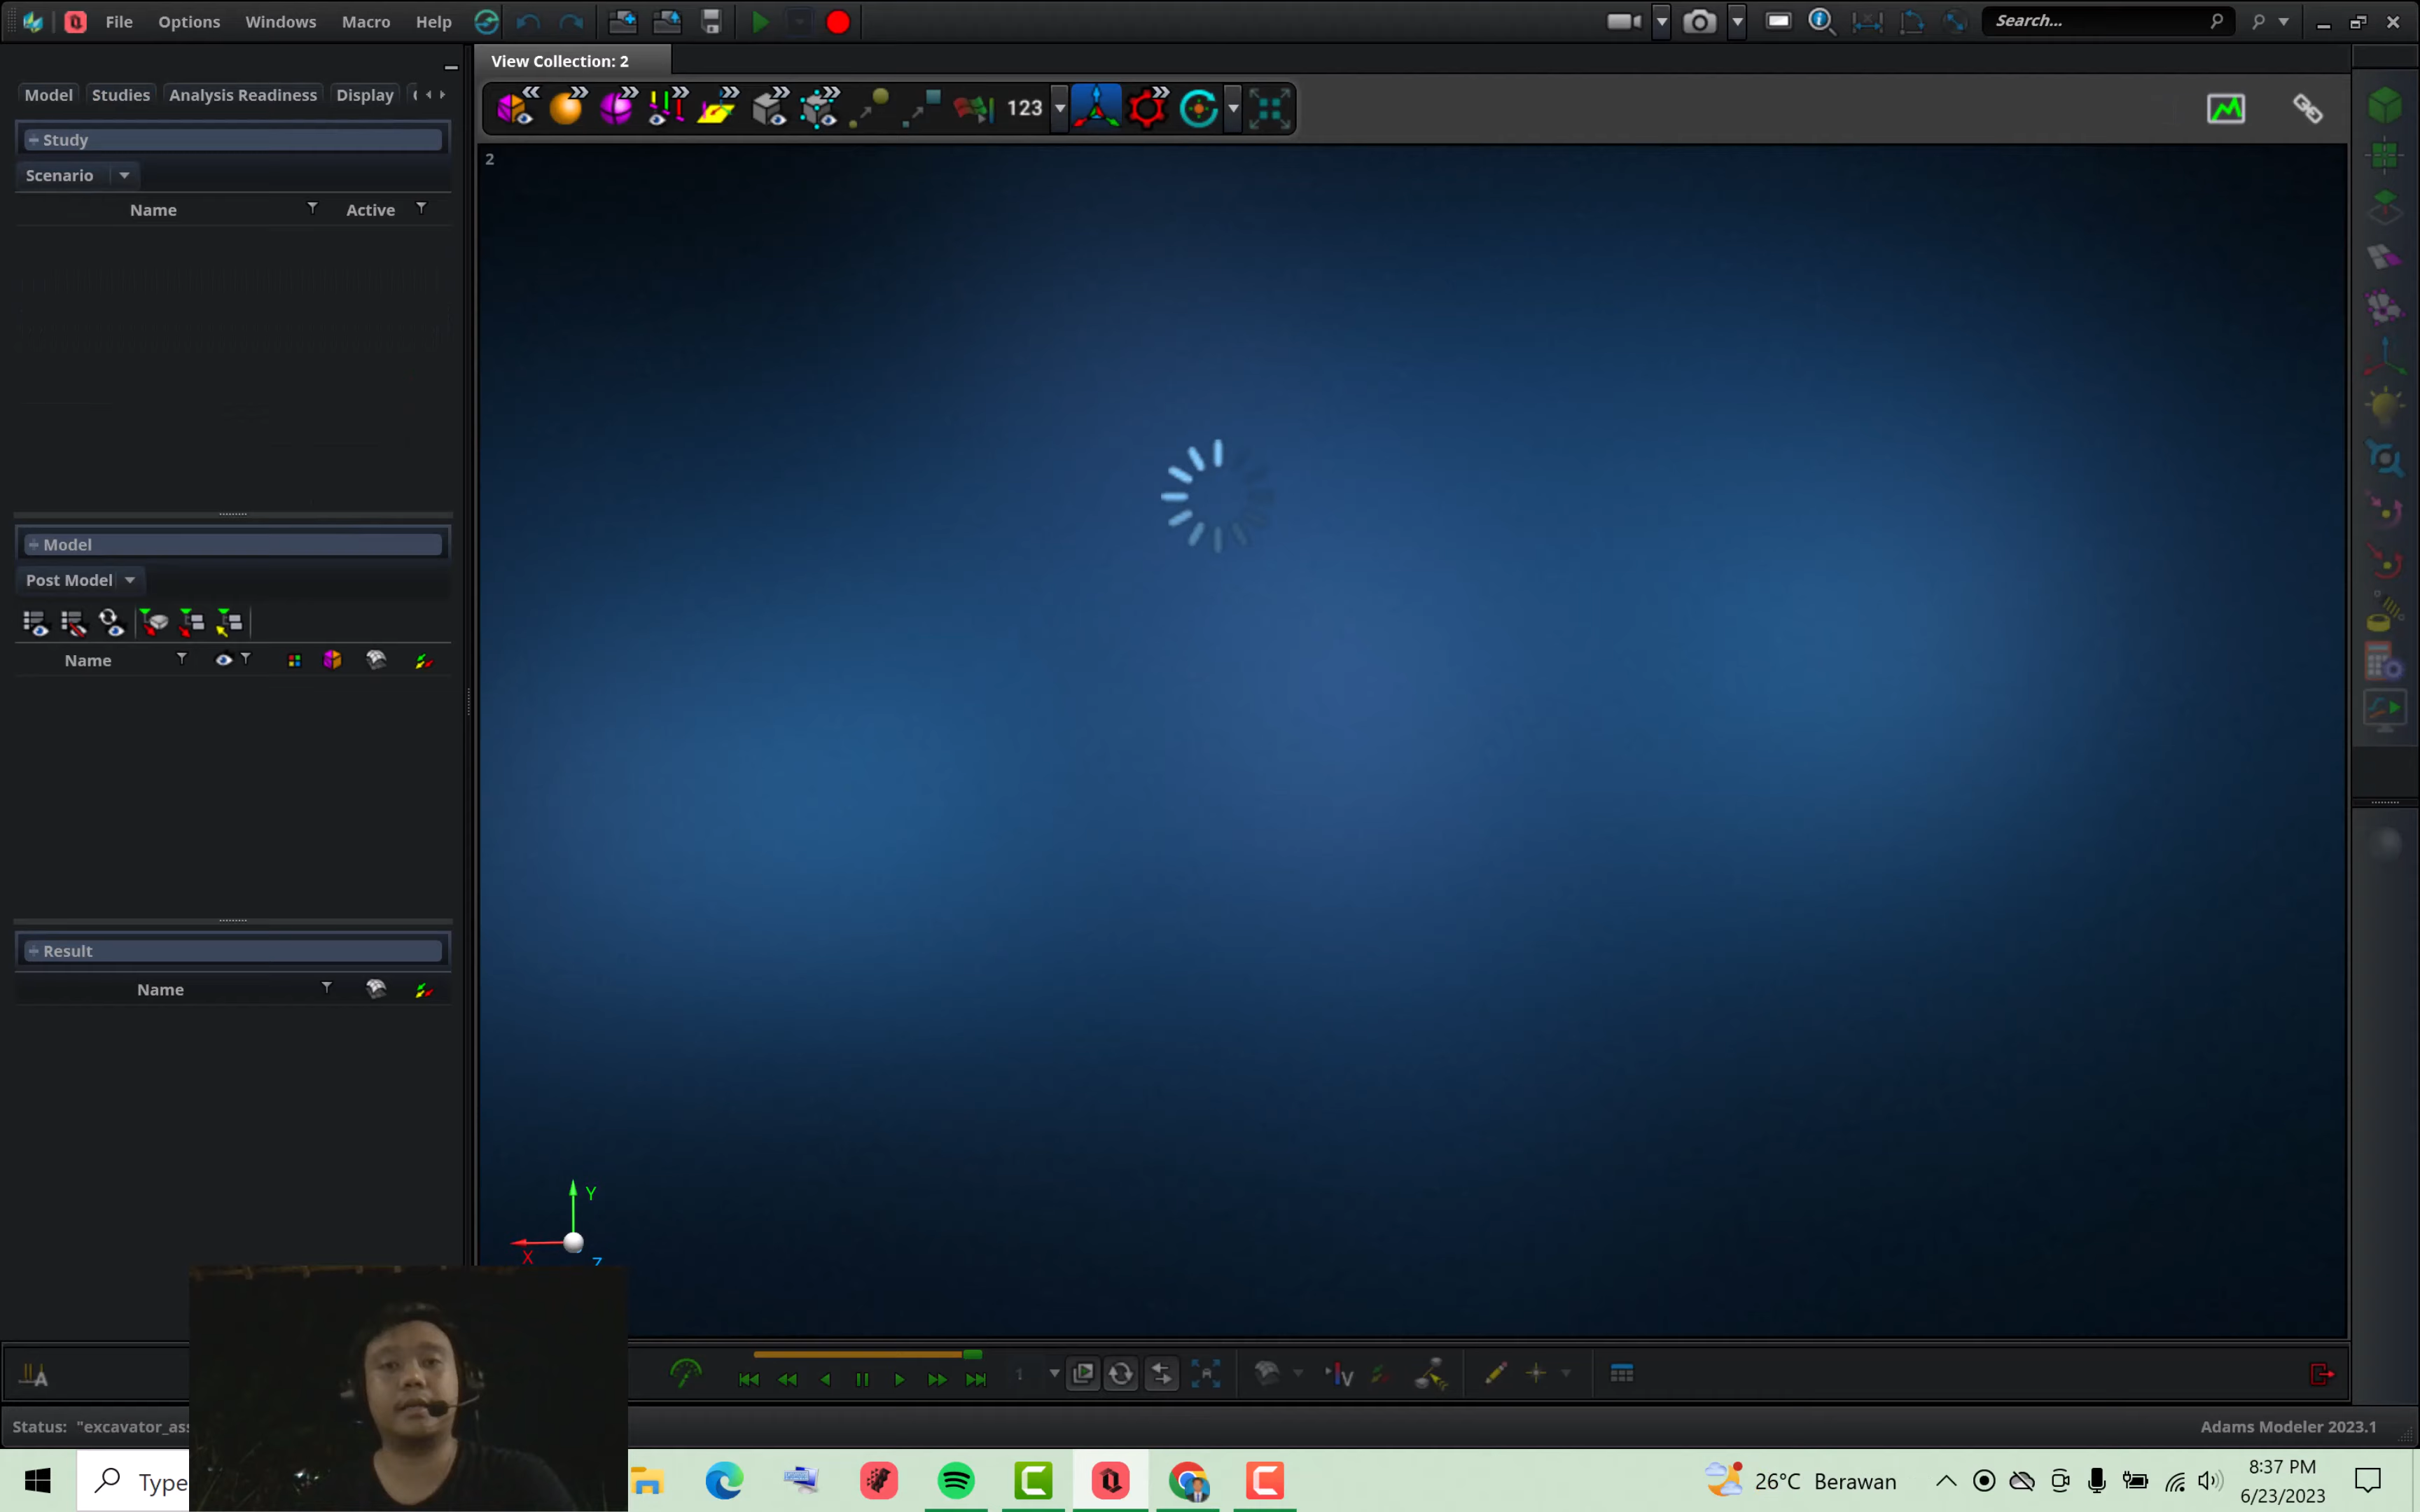 File Options Windows Macro Help Search...
View Collection: 2
Model Studies Analysis Readiness Display
123
Study
2
Scenario
Name Active
Model
Post Model
Name
Result
Name
Y
X
Z
1
Status: "excavator_ass
Adams Modeler 2023.1
Type
26°C Berawan
8:37 PM
6/23/2023